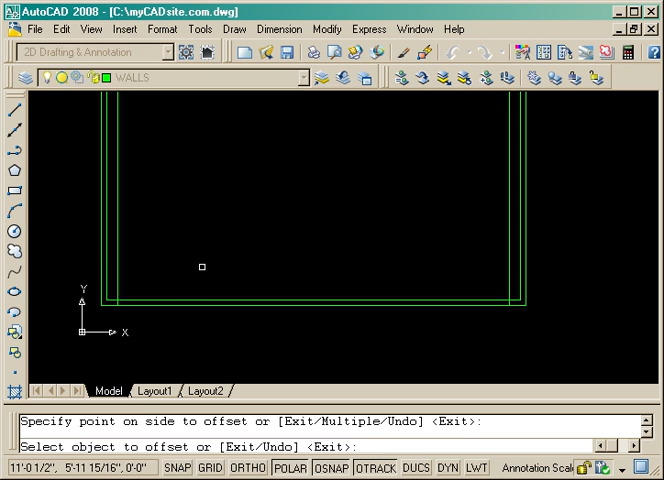 AutoCAD 2008 - [C:\myCADsite.com.dwg]
File Edit View Insert Format Tools Draw Dimension Modify Express Window Help
2D Drafting & Annotation
WALLS
Y
X
Model Layout1 Layout2
Specify point on side to offset or [Exit/Multiple/Undo] <Exit>:
Select object to offset or [Exit/Undo] <Exit>:
11'-0 1/2", 5'-11 15/16", 0'-0" SNAP GRID ORTHO POLAR OSNAP OTRACK DUCS DYN LWT Annotation Scal